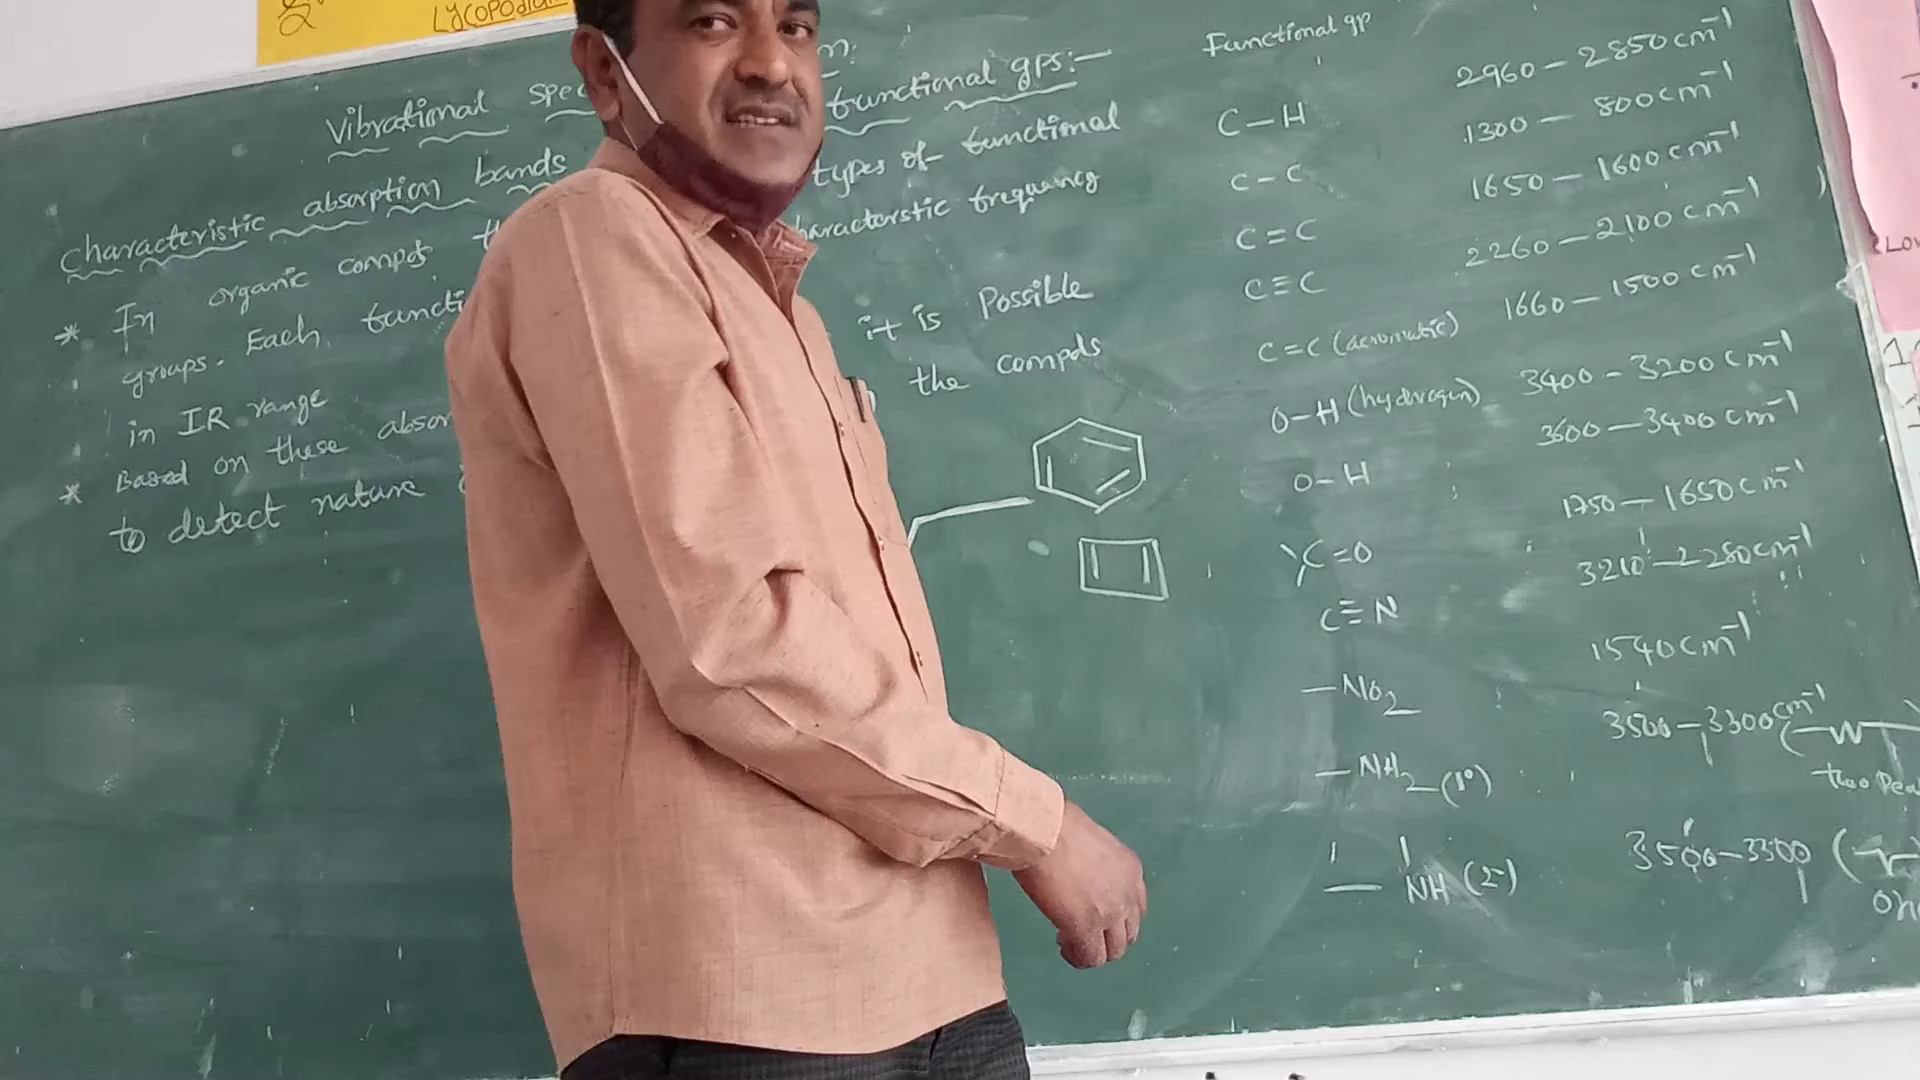 Lycopodium
Vibrational spec
Characteristic absorption bands functional gps:-
* In organic compds types of functional
groups. Each functi haracterstic frequency
in IR range
* Based on these absor it is Possible
to detect nature the compds
Functional gp
C-H 2960-2850 cm⁻¹
C-C 1300-800 cm⁻¹
C=C 1650-1600 cm⁻¹
C≡C 2260-2100 cm⁻¹
C=C (acromatic) 1660-1500 cm⁻¹
O-H (hydrogen) 3400-3200 cm⁻¹
O-H 3600-3400 cm⁻¹
C=O 1750-1650 cm⁻¹
C≡N 3210-2280 cm⁻¹
-NO2 1540 cm⁻¹
-NH2 (1°) 3500-3300 cm⁻¹
two Pea
-NH (2°) 3500-3300